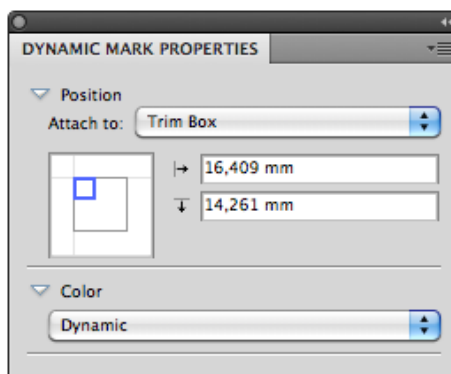 DYNAMIC MARK PROPERTIES
Position
Attach to: Trim Box
16,409 mm
14,261 mm
Color
Dynamic